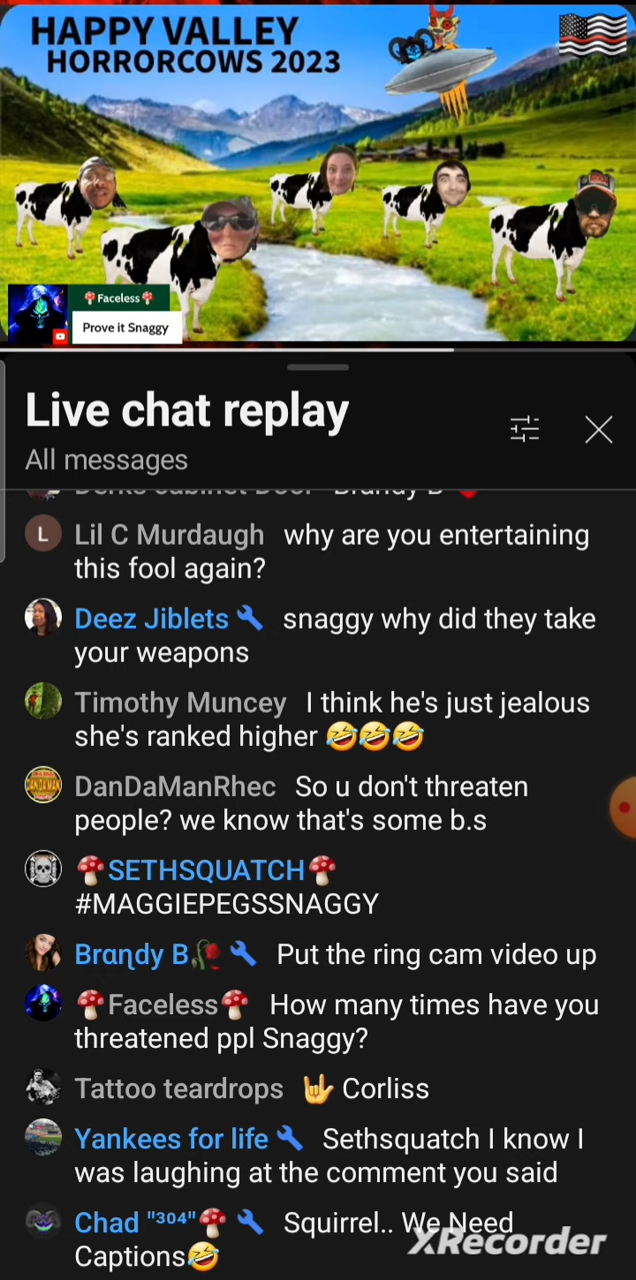 HAPPY VALLEY
HORRORCOWS 2023
🍄Faceless🍄
Prove it Snaggy
Live chat replay
All messages
Brandy B
L Lil C Murdaugh why are you entertaining
this fool again?
Deez Jiblets 🔧 snaggy why did they take
your weapons
Timothy Muncey I think he's just jealous
she's ranked higher 🤣🤣🤣
DanDaManRhec So u don't threaten
people? we know that's some b.s
🍄SETHSQUATCH🍄
#MAGGIEPEGSSNAGGY
Brαɳdy B🥀🔧 Put the ring cam video up
🍄Faceless🍄 How many times have you
threatened ppl Snaggy?
Tattoo teardrops 🤟 Corliss
Yankees for life 🔧 Sethsquatch I know I
was laughing at the comment you said
Chad "³⁰⁴"🍄🔧 Squirrel.. We Need
Captions🤣
XRecorder